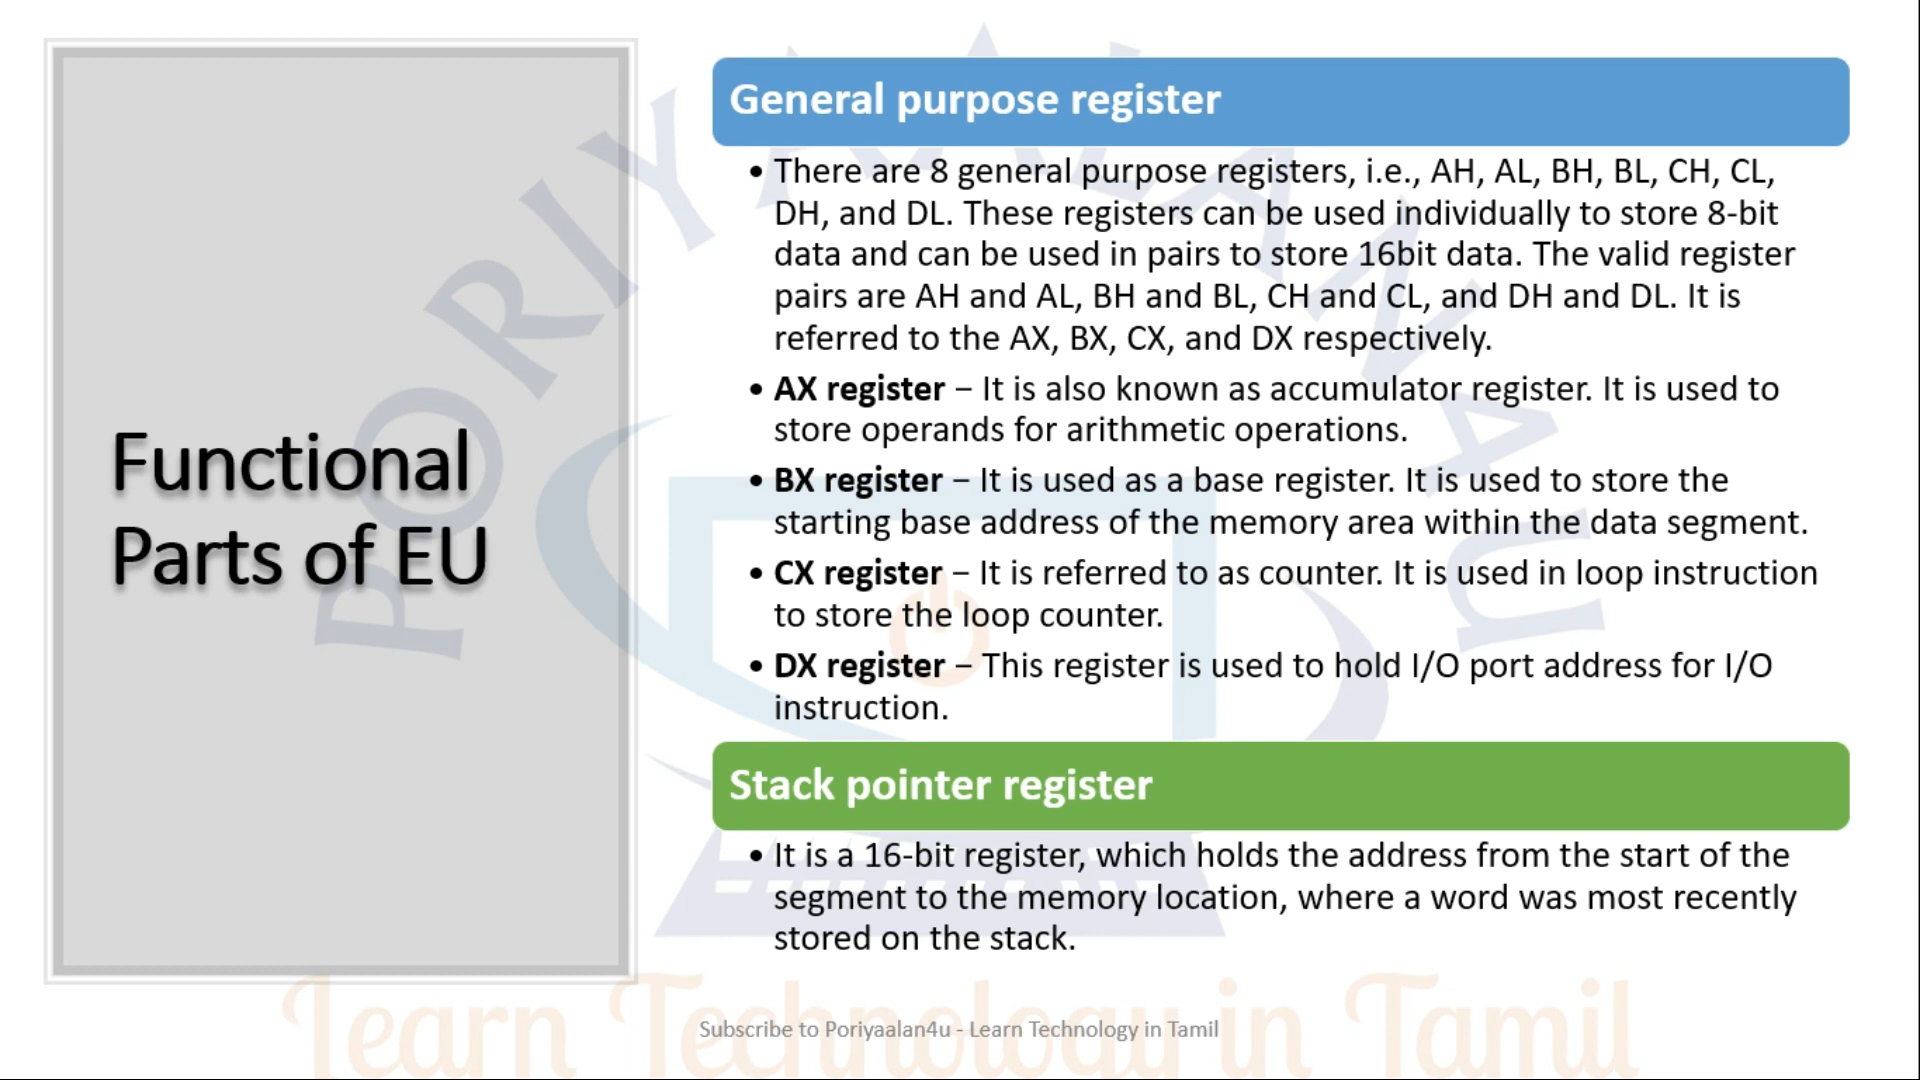 Functional
Parts of EU
General purpose register
• There are 8 general purpose registers, i.e., AH, AL, BH, BL, CH, CL,
DH, and DL. These registers can be used individually to store 8-bit
data and can be used in pairs to store 16bit data. The valid register
pairs are AH and AL, BH and BL, CH and CL, and DH and DL. It is
referred to the AX, BX, CX, and DX respectively.
• AX register – It is also known as accumulator register. It is used to
store operands for arithmetic operations.
• BX register – It is used as a base register. It is used to store the
starting base address of the memory area within the data segment.
• CX register – It is referred to as counter. It is used in loop instruction
to store the loop counter.
• DX register – This register is used to hold I/O port address for I/O
instruction.
Stack pointer register
• It is a 16-bit register, which holds the address from the start of the
segment to the memory location, where a word was most recently
stored on the stack.
PORIYAALAN4U
Learn Technology in Tamil
Subscribe to Poriyaalan4u - Learn Technology in Tamil